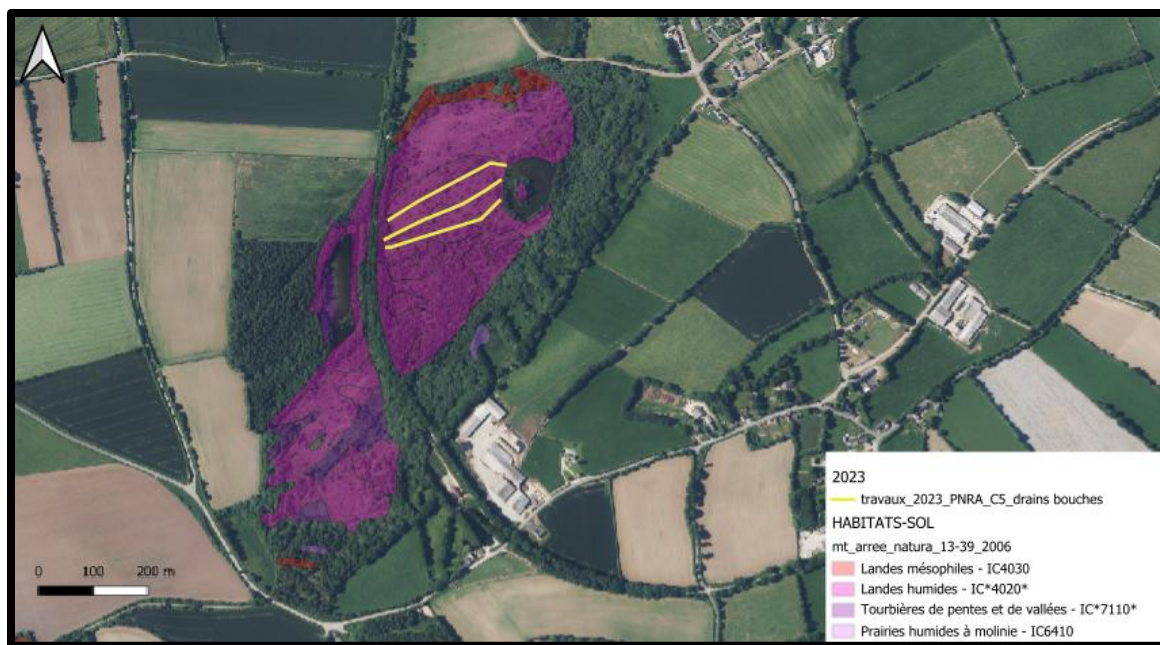 0 100 200 m
2023
travaux_2023_PNRA_C5_drains bouches
HABITATS-SOL
mt_arree_natura_13-39_2006
Landes mésophiles - IC4030
Landes humides - IC*4020*
Tourbières de pentes et de vallées - IC*7110*
Prairies humides à molinie - IC6410